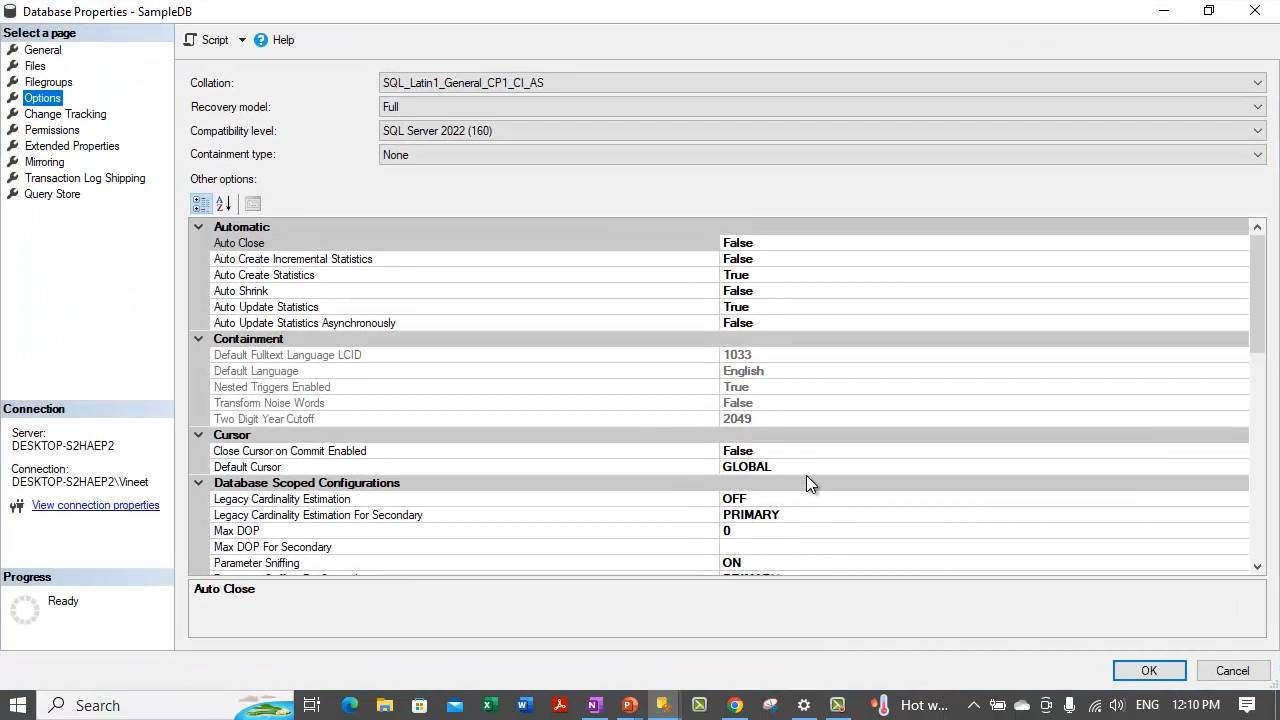 Database Properties - SampleDB
Select a page
General
Files
Filegroups
Options
Change Tracking
Permissions
Extended Properties
Mirroring
Transaction Log Shipping
Query Store
Connection
Server:
DESKTOP-S2HAEP2
Connection:
DESKTOP-S2HAEP2\Vineet
View connection properties
Progress
Ready
Script Help
Collation: SQL_Latin1_General_CP1_CI_AS
Recovery model: Full
Compatibility level: SQL Server 2022 (160)
Containment type: None
Other options:
Automatic
Auto Close False
Auto Create Incremental Statistics False
Auto Create Statistics True
Auto Shrink False
Auto Update Statistics True
Auto Update Statistics Asynchronously False
Containment
Default Fulltext Language LCID 1033
Default Language English
Nested Triggers Enabled True
Transform Noise Words False
Two Digit Year Cutoff 2049
Cursor
Close Cursor on Commit Enabled False
Default Cursor GLOBAL
Database Scoped Configurations
Legacy Cardinality Estimation OFF
Legacy Cardinality Estimation For Secondary PRIMARY
Max DOP 0
Max DOP For Secondary
Parameter Sniffing ON
Auto Close
OK Cancel
Search Hot w... ENG 12:10 PM